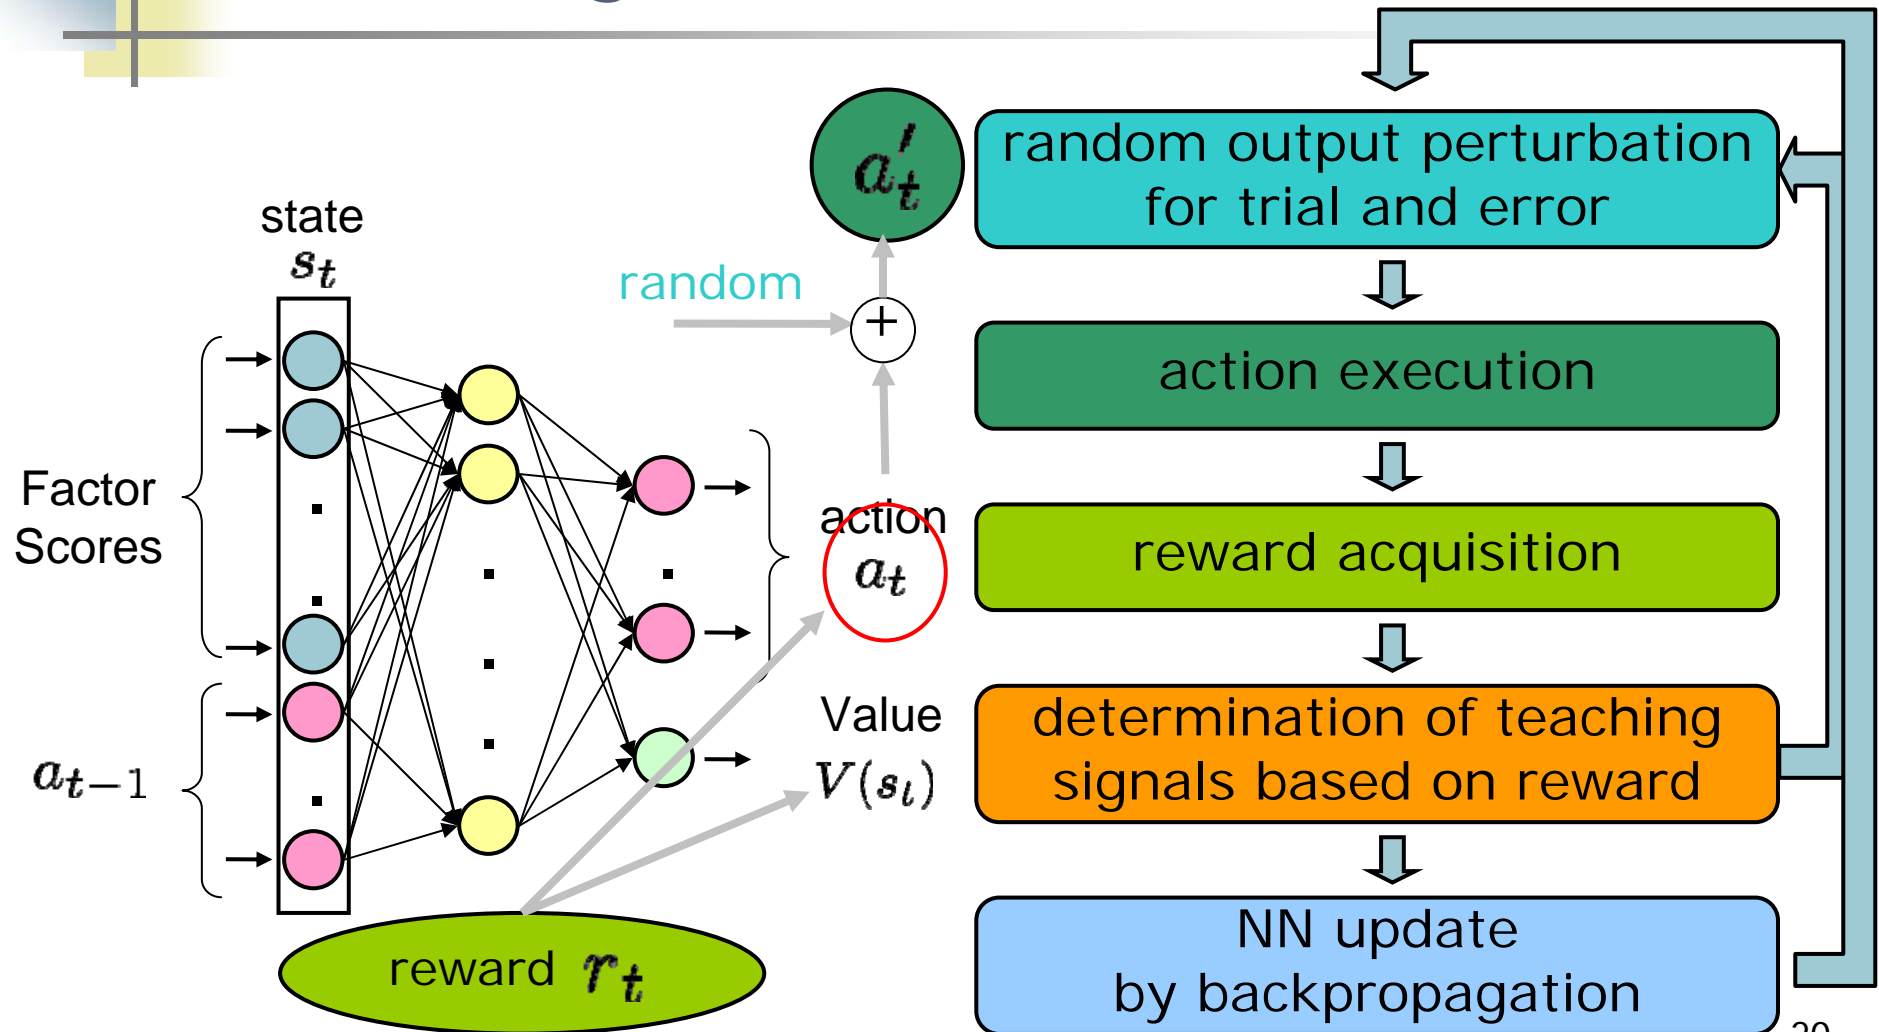 state
s_t
Factor
Scores
a_{t-1}
random
+
a'_t
action
a_t
Value
V(s_t)
reward r_t
random output perturbation
for trial and error
action execution
reward acquisition
determination of teaching
signals based on reward
NN update
by backpropagation